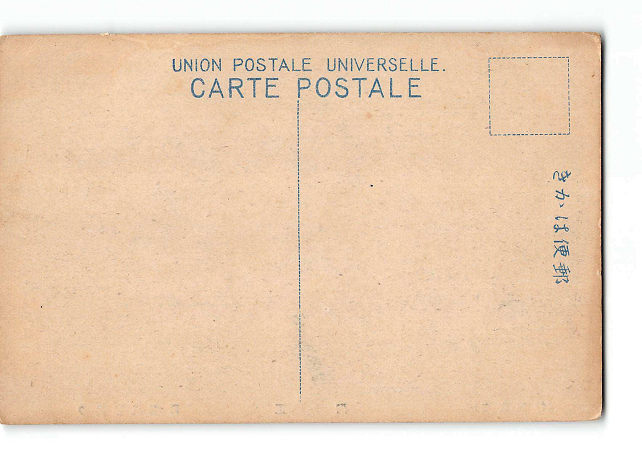 UNION POSTALE UNIVERSELLE.
CARTE POSTALE
郵便はかき